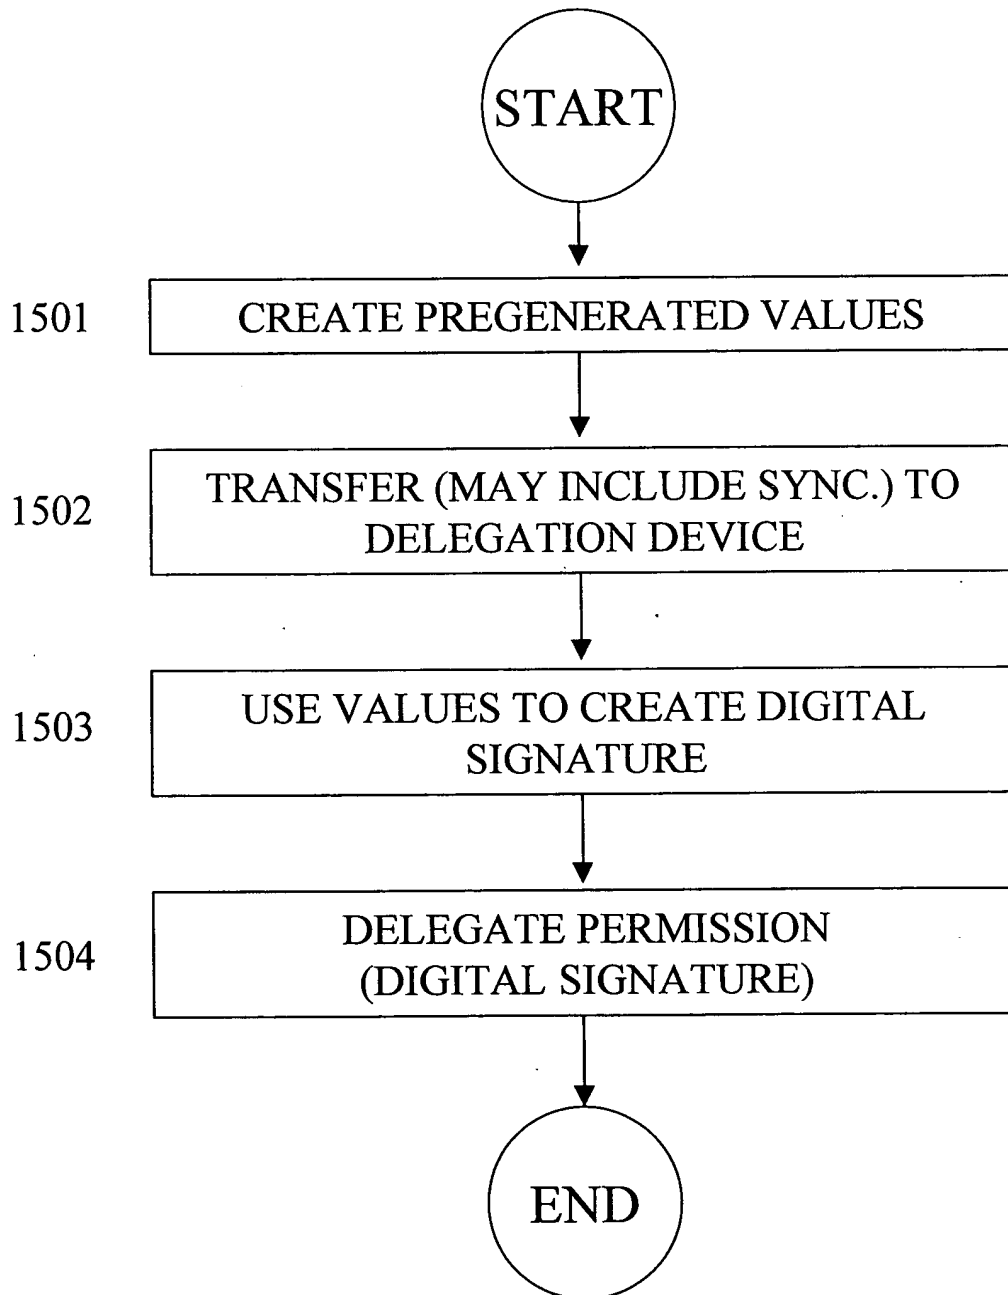 START
1501
CREATE PREGENERATED VALUES
1502
TRANSFER (MAY INCLUDE SYNC.) TO
DELEGATION DEVICE
1503
USE VALUES TO CREATE DIGITAL
SIGNATURE
1504
DELEGATE PERMISSION
(DIGITAL SIGNATURE)
END